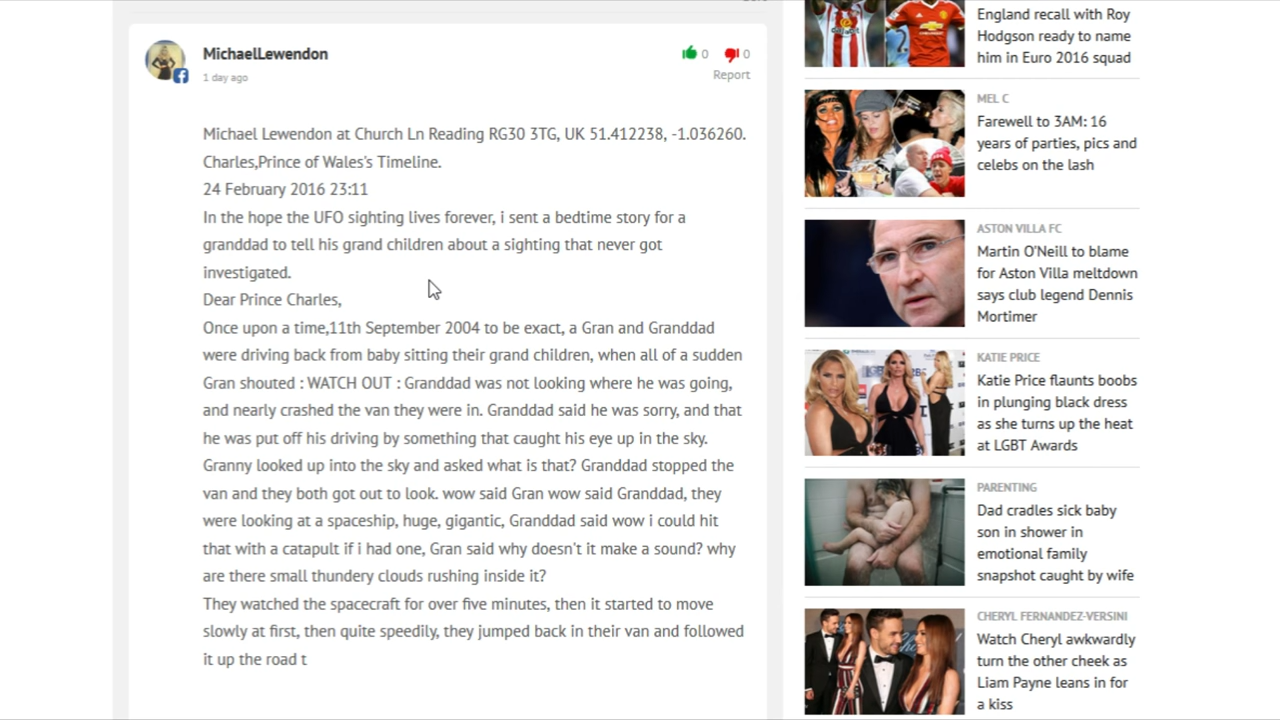 MichaelLewendon
0
0
1 day ago
Report
Michael Lewendon at Church Ln Reading RG30 3TG, UK 51.412238, -1.036260.
Charles,Prince of Wales's Timeline.
24 February 2016 23:11
In the hope the UFO sighting lives forever, i sent a bedtime story for a
granddad to tell his grand children about a sighting that never got
investigated.
Dear Prince Charles,
Once upon a time,11th September 2004 to be exact, a Gran and Granddad
were driving back from baby sitting their grand children, when all of a sudden
Gran shouted : WATCH OUT : Granddad was not looking where he was going,
and nearly crashed the van they were in. Granddad said he was sorry, and that
he was put off his driving by something that caught his eye up in the sky.
Granny looked up into the sky and asked what is that? Granddad stopped the
van and they both got out to look. wow said Gran wow said Granddad, they
were looking at a spaceship, huge, gigantic, Granddad said wow i could hit
that with a catapult if i had one, Gran said why doesn't it make a sound? why
are there small thundery clouds rushing inside it?
They watched the spacecraft for over five minutes, then it started to move
slowly at first, then quite speedily, they jumped back in their van and followed
it up the road t
England recall with Roy
Hodgson ready to name
him in Euro 2016 squad
MEL C
Farewell to 3AM: 16
years of parties, pics and
celebs on the lash
ASTON VILLA FC
Martin O'Neill to blame
for Aston Villa meltdown
says club legend Dennis
Mortimer
KATIE PRICE
Katie Price flaunts boobs
in plunging black dress
as she turns up the heat
at LGBT Awards
PARENTING
Dad cradles sick baby
son in shower in
emotional family
snapshot caught by wife
CHERYL FERNANDEZ-VERSINI
Watch Cheryl awkwardly
turn the other cheek as
Liam Payne leans in for
a kiss